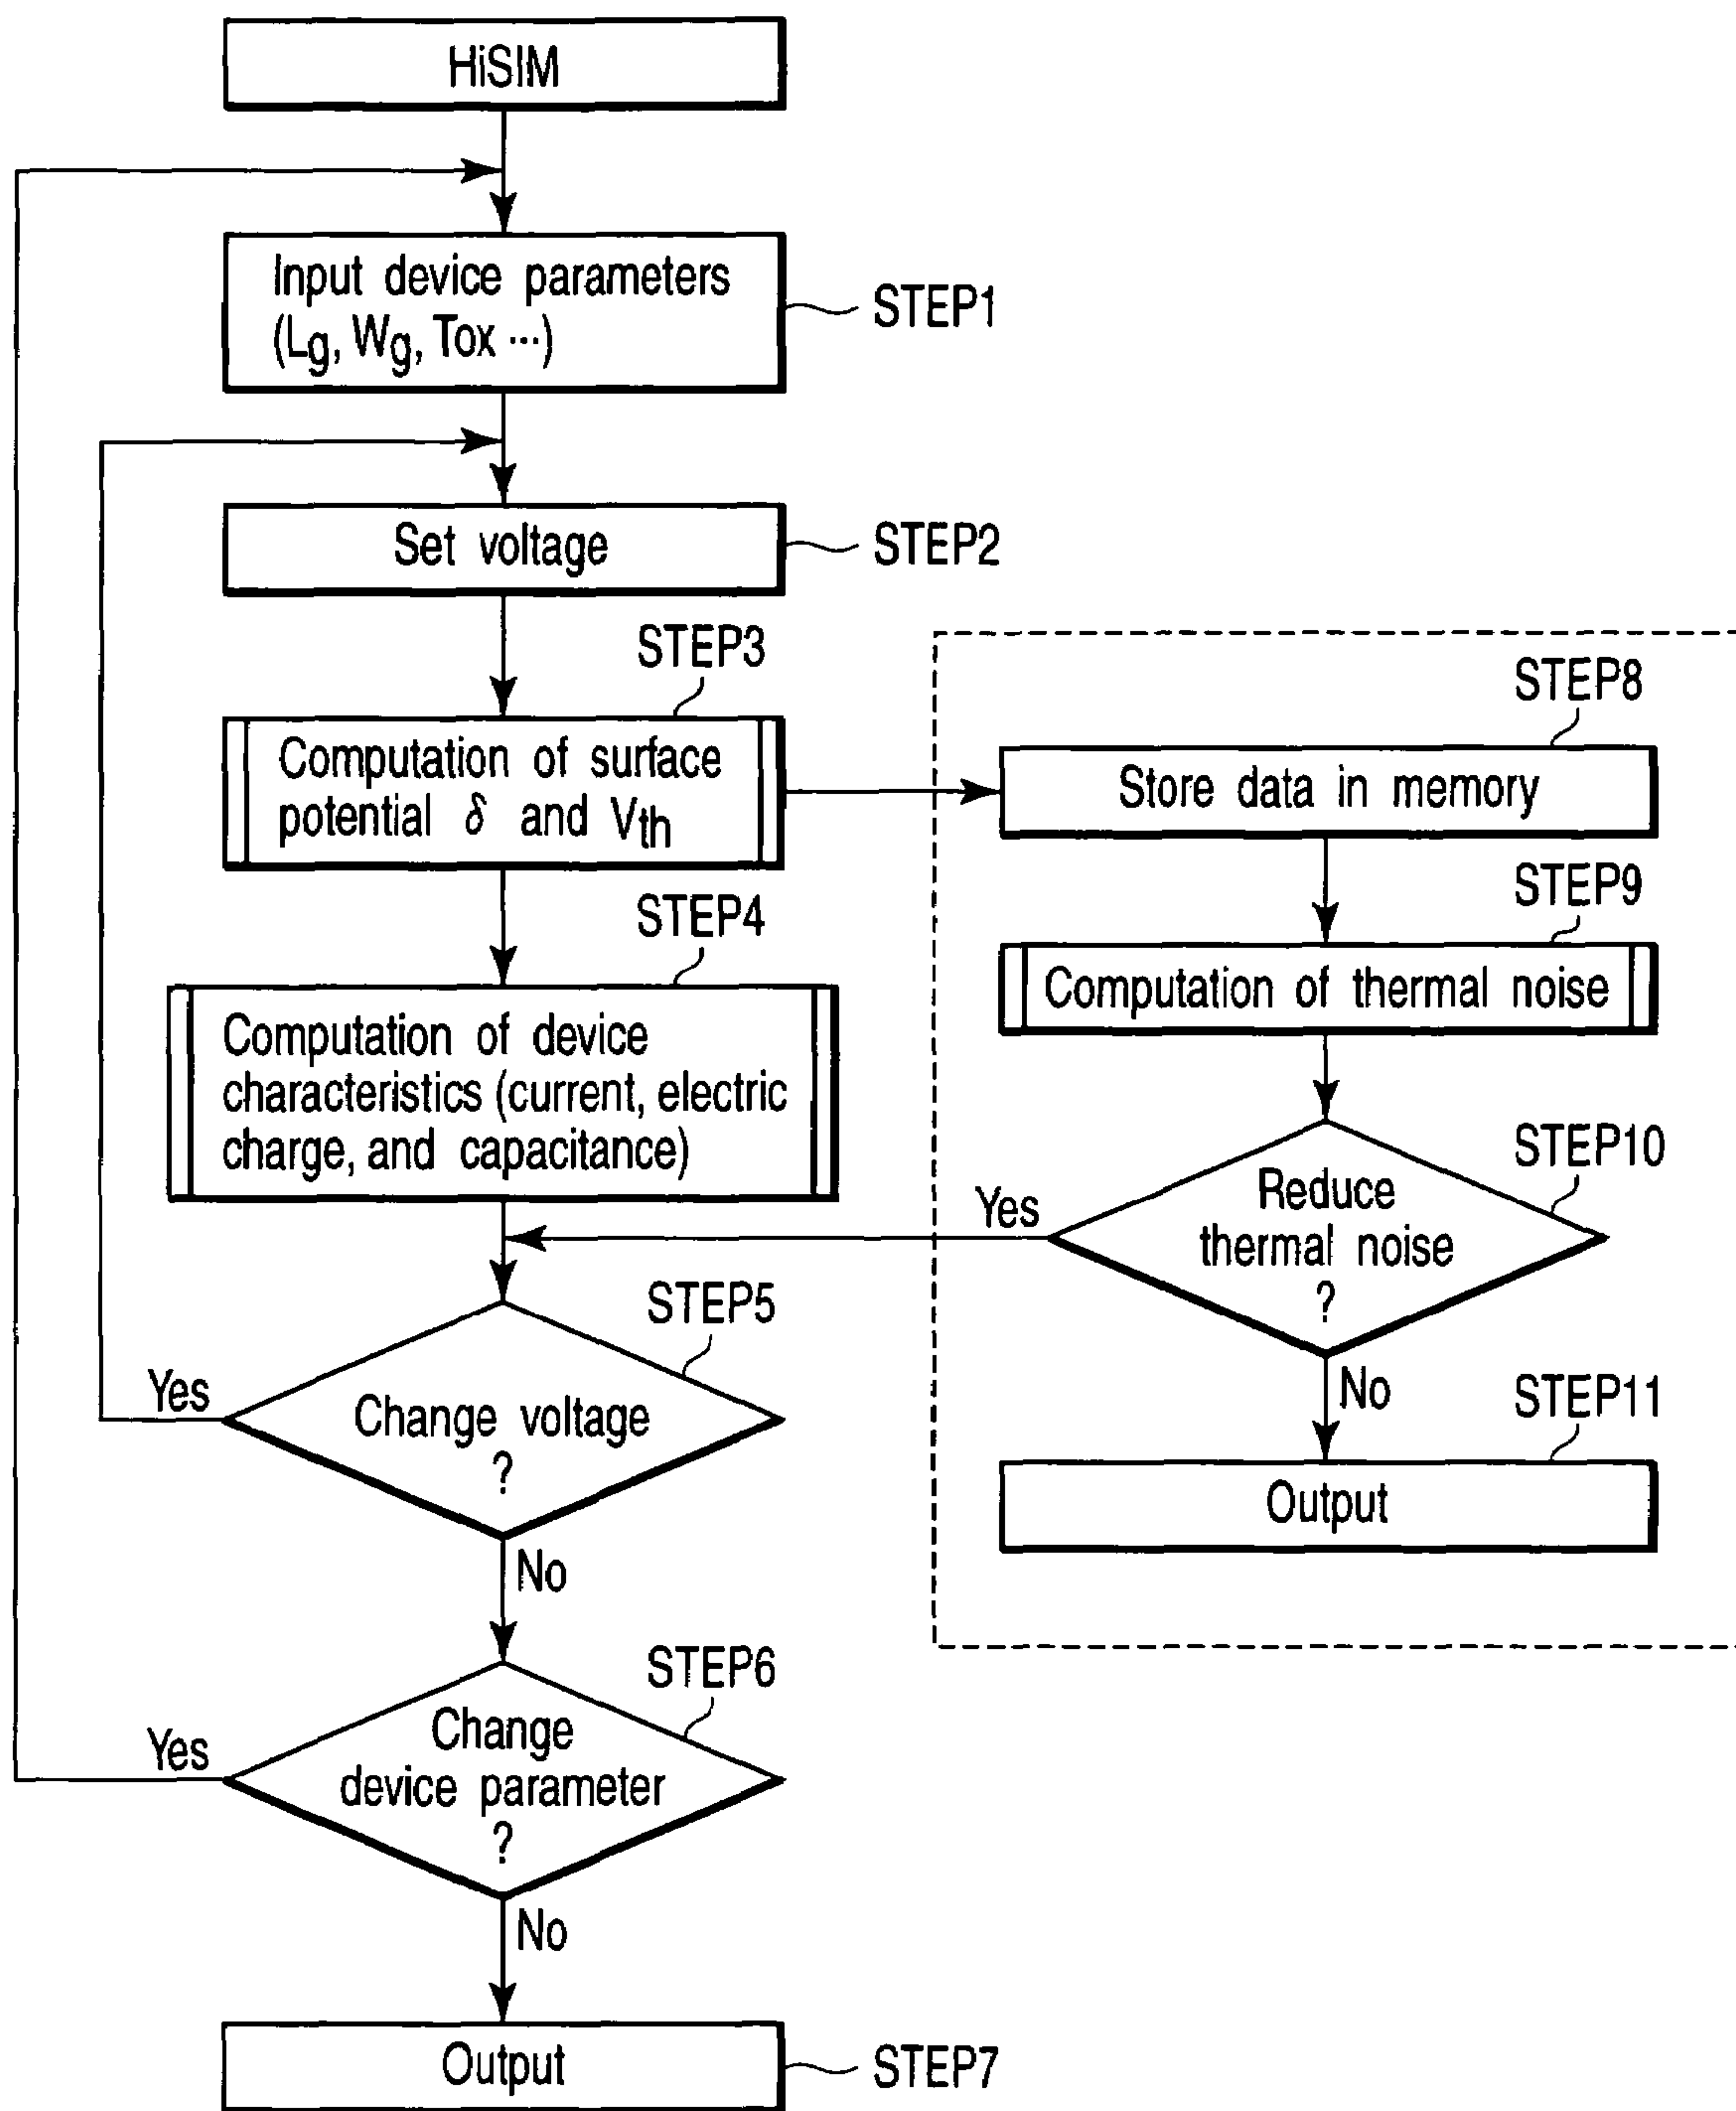 HiSIM
Input device parameters
(Lg, Wg, Tox ···)
STEP1
Set voltage
STEP2
STEP3
Computation of surface
potential δ and Vth
STEP4
Computation of device
characteristics (current, electric
charge, and capacitance)
STEP5
Change voltage
?
Yes
No
STEP6
Change
device parameter
?
Yes
No
Output
STEP7
STEP8
Store data in memory
STEP9
Computation of thermal noise
STEP10
Reduce
thermal noise
?
Yes
No
STEP11
Output